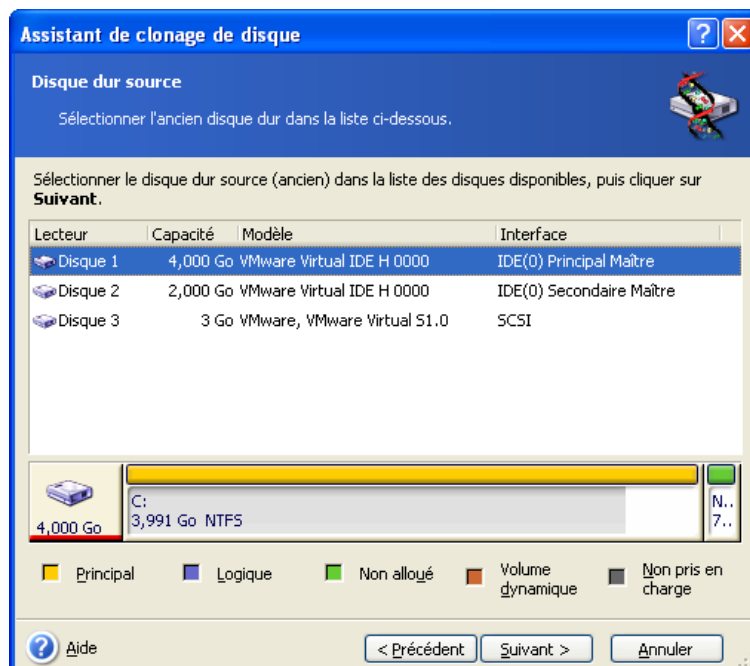 Assistant de clonage de disque
Disque dur source
Sélectionner l'ancien disque dur dans la liste ci-dessous.
Sélectionner le disque dur source (ancien) dans la liste des disques disponibles, puis cliquer sur
Suivant.
Lecteur Capacité Modèle Interface
Disque 1 4,000 Go VMware Virtual IDE H 0000 IDE(0) Principal Maître
Disque 2 2,000 Go VMware Virtual IDE H 0000 IDE(0) Secondaire Maître
Disque 3 3 Go VMware, VMware Virtual S1.0 SCSI
4,000 Go
C:
3,991 Go NTFS
N..
7..
Principal
Logique
Non alloué
Volume
dynamique
Non pris en
charge
Aide
< Précédent
Suivant >
Annuler